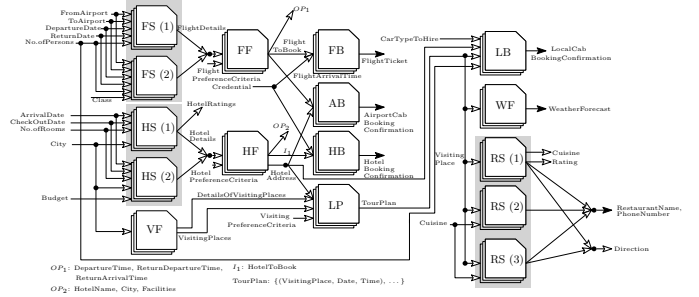 FromAirport
ToAirport
DepartureDate
ReturnDate
No.ofPersons
FS (1)
FS (2)
Class
FlightDetails
FF
OP1
Flight
ToBook
Flight
PreferenceCriteria
Credential
FB
FlightTicket
FlightArrivalTime
AB
AirportCab
Booking
Confirmation
CarTypeToHire
LB
LocalCab
BookingConfirmation
WF
WeatherForecast
ArrivalDate
CheckOutDate
No.ofRooms
City
Budget
HS (1)
HS (2)
HotelRatings
Hotel
Details
Hotel
PreferenceCriteria
HF
OP2
I1
Hotel
Address
HB
Hotel
Booking
Confirmation
VF
DetailsOfVisitingPlaces
VisitingPlaces
Visiting
PreferenceCriteria
LP
TourPlan
Visiting
Place
Cuisine
RS (1)
RS (2)
RS (3)
Cuisine
Rating
RestaurantName,
PhoneNumber
Direction
OP1: DepartureTime, ReturnDepartureTime,
ReturnArrivalTime
OP2: HotelName, City, Facilities
I1: HotelToBook
TourPlan: {(VisitingPlace, Date, Time), ... }